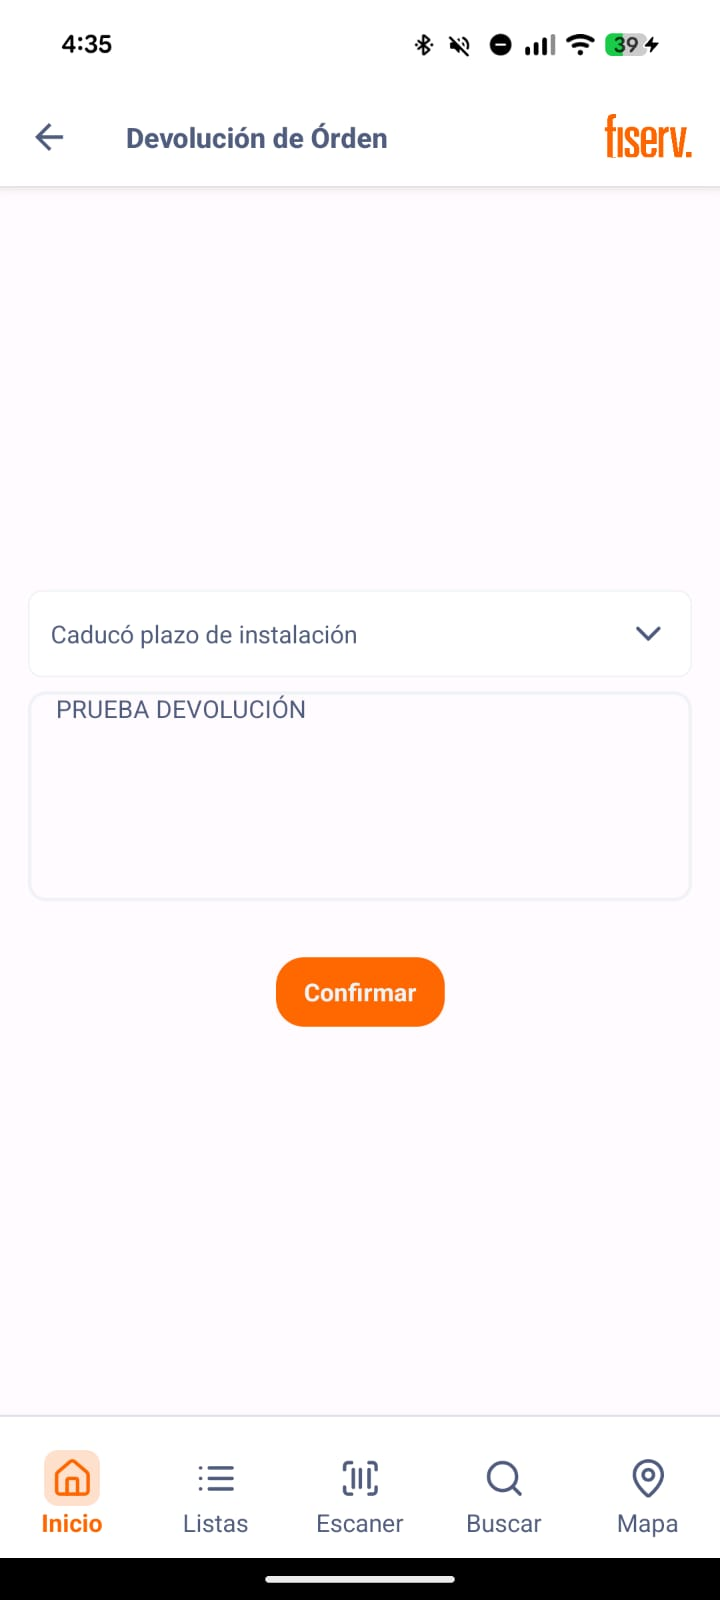 4:35
39
Devolución de Órden
fiserv.
Caducó plazo de instalación
PRUEBA DEVOLUCIÓN
Confirmar
Inicio
Listas
Escaner
Buscar
Mapa